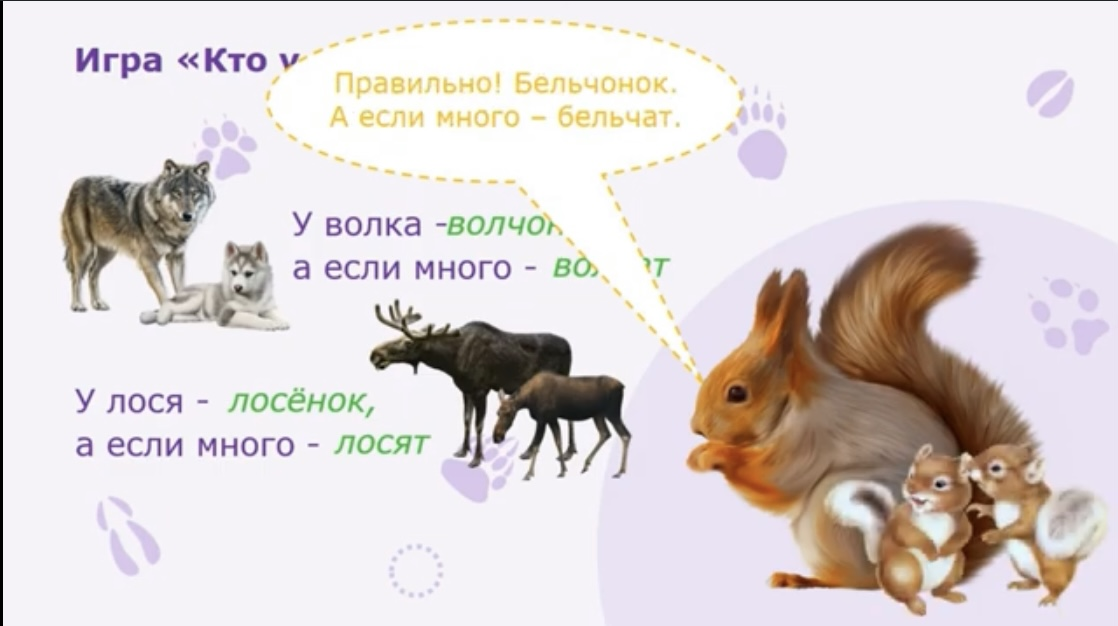 Игра «Кто
Правильно! Бельчонок.
А если много – бельчат.
У волка -
а если много -
У лося - лосёнок,
а если много - лосят